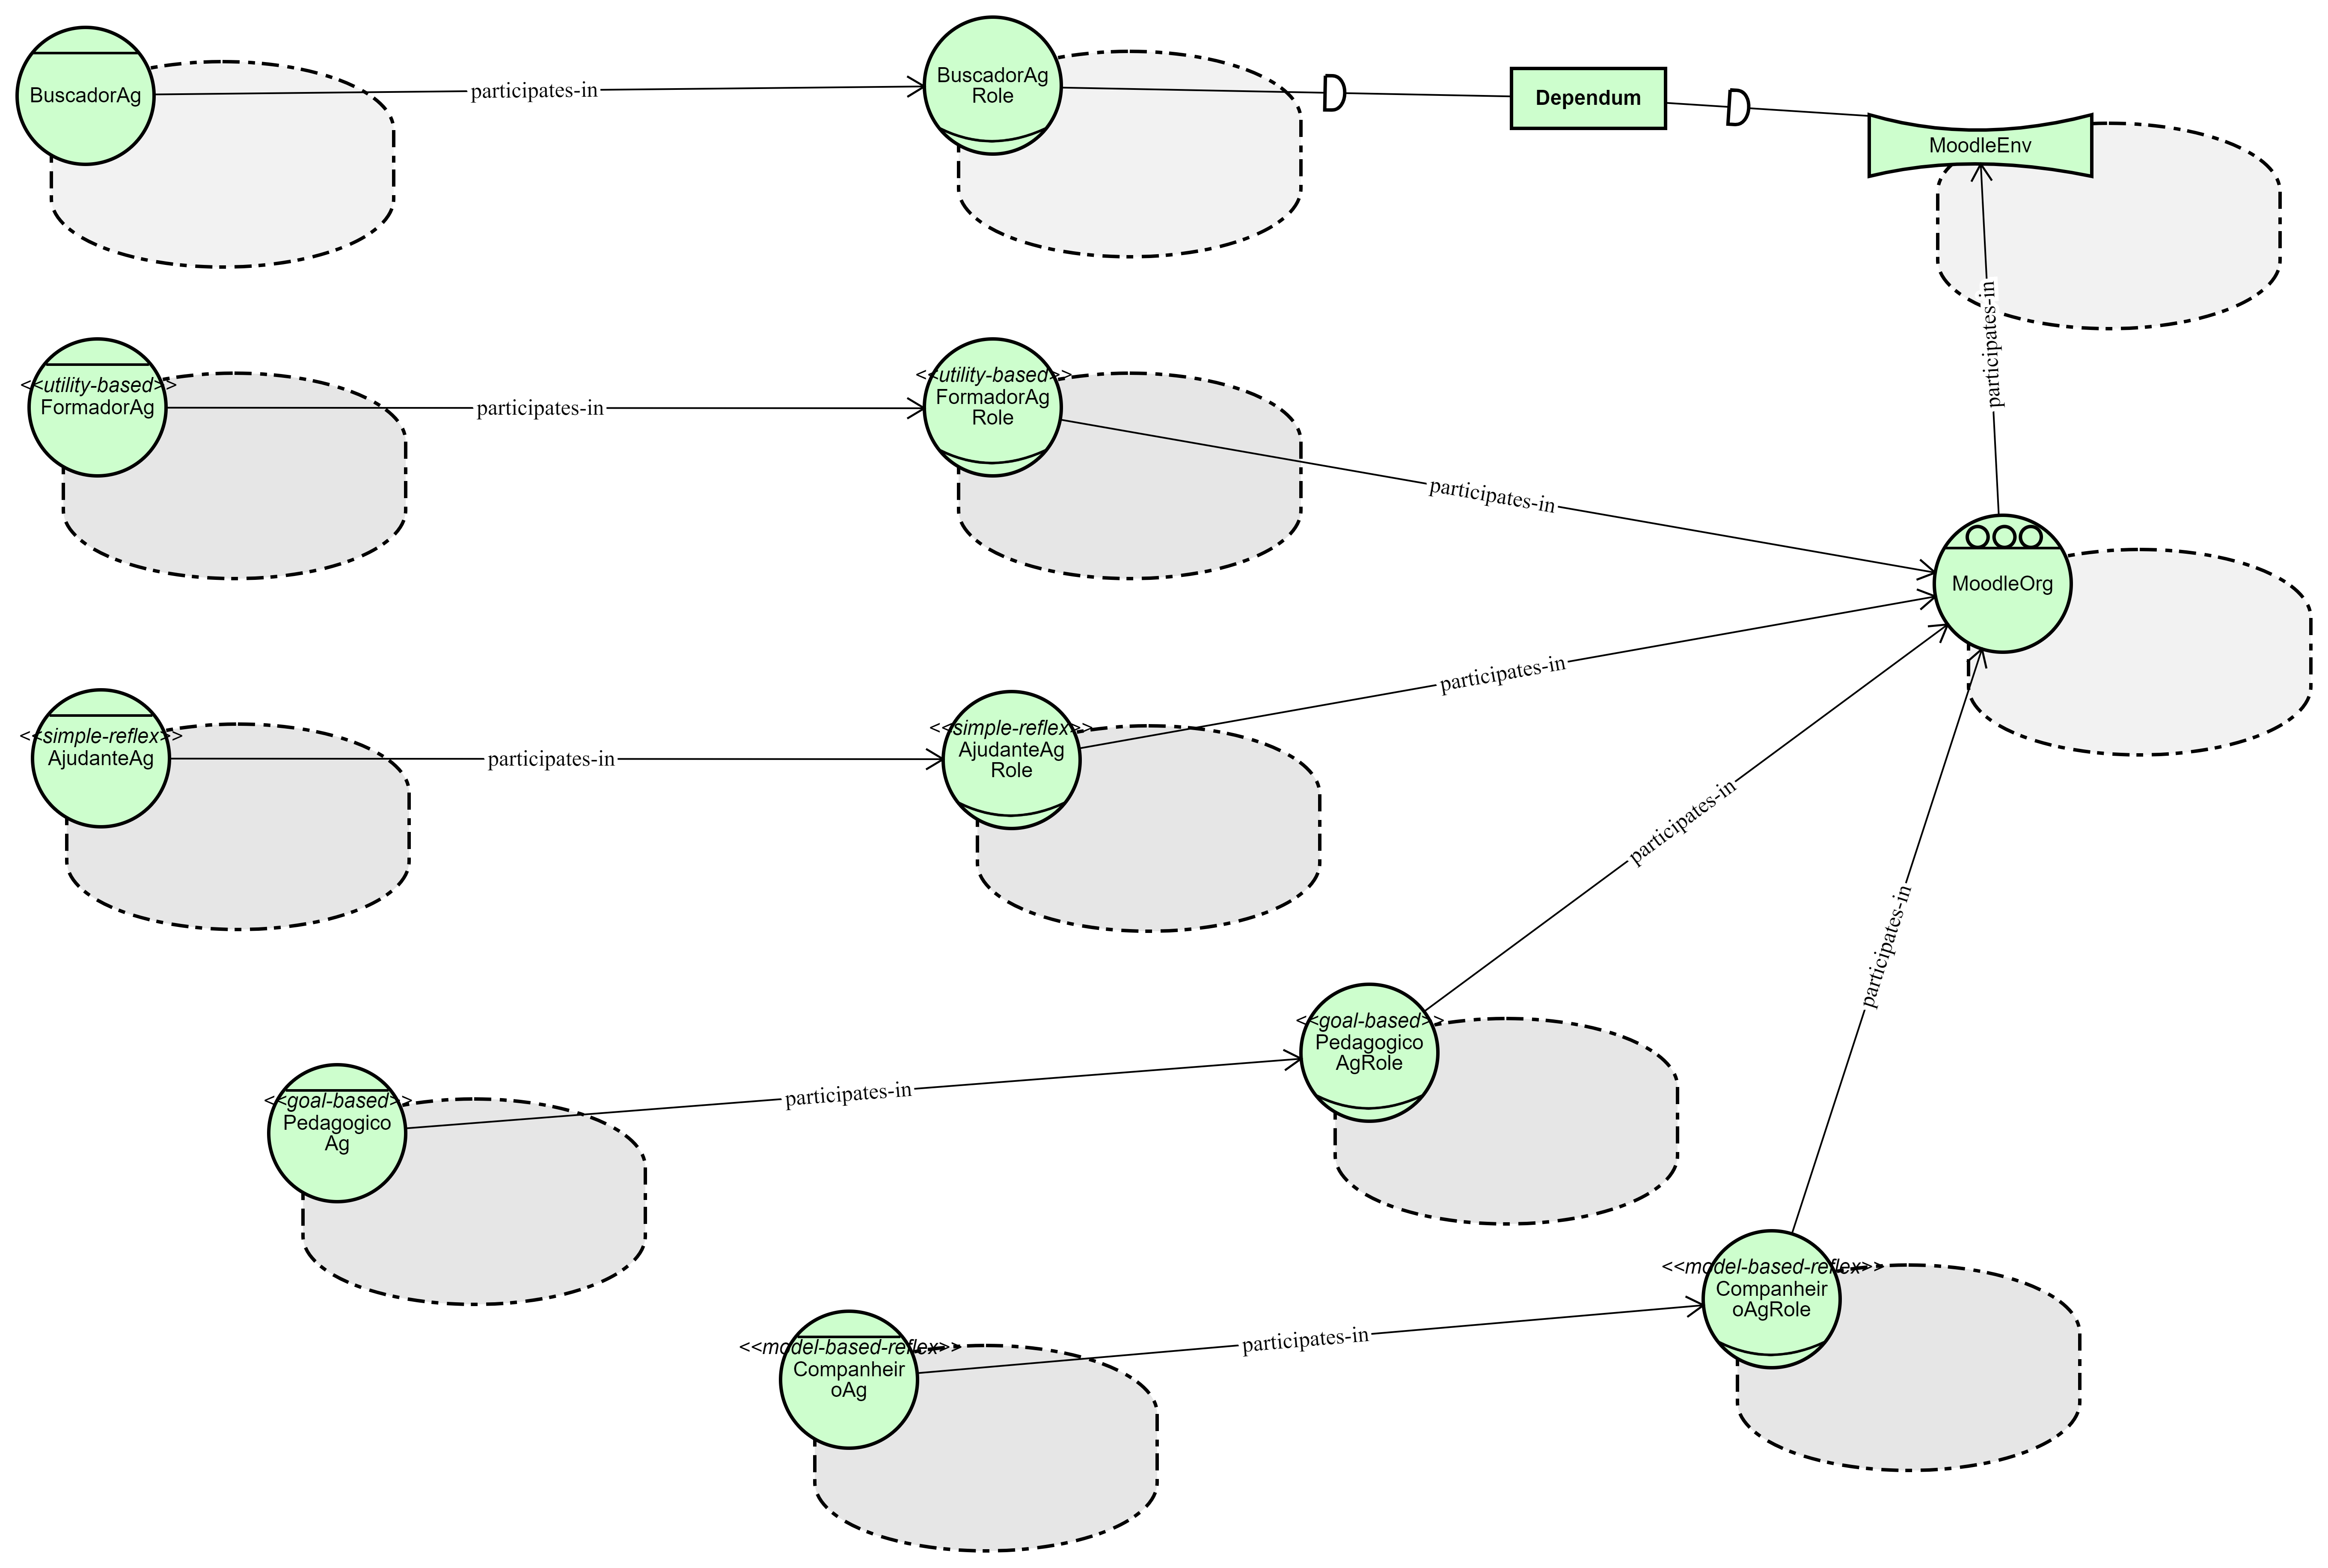 BuscadorAg
participates-in
BuscadorAg
Role
Dependum
MoodleEnv
participates-in
<<utility-based>>
FormadorAg
participates-in
<<utility-based>>
FormadorAg
Role
participates-in
MoodleOrg
<<simple-reflex>>
AjudanteAg
participates-in
<<simple-reflex>>
AjudanteAg
Role
participates-in
participates-in
participates-in
<<goal-based>>
Pedagogico
AgRole
<<goal-based>>
Pedagogico
Ag
participates-in
<<model-based-reflex>>
Companheir
oAgRole
<<model-based-reflex>>
Companheir
oAg
participates-in